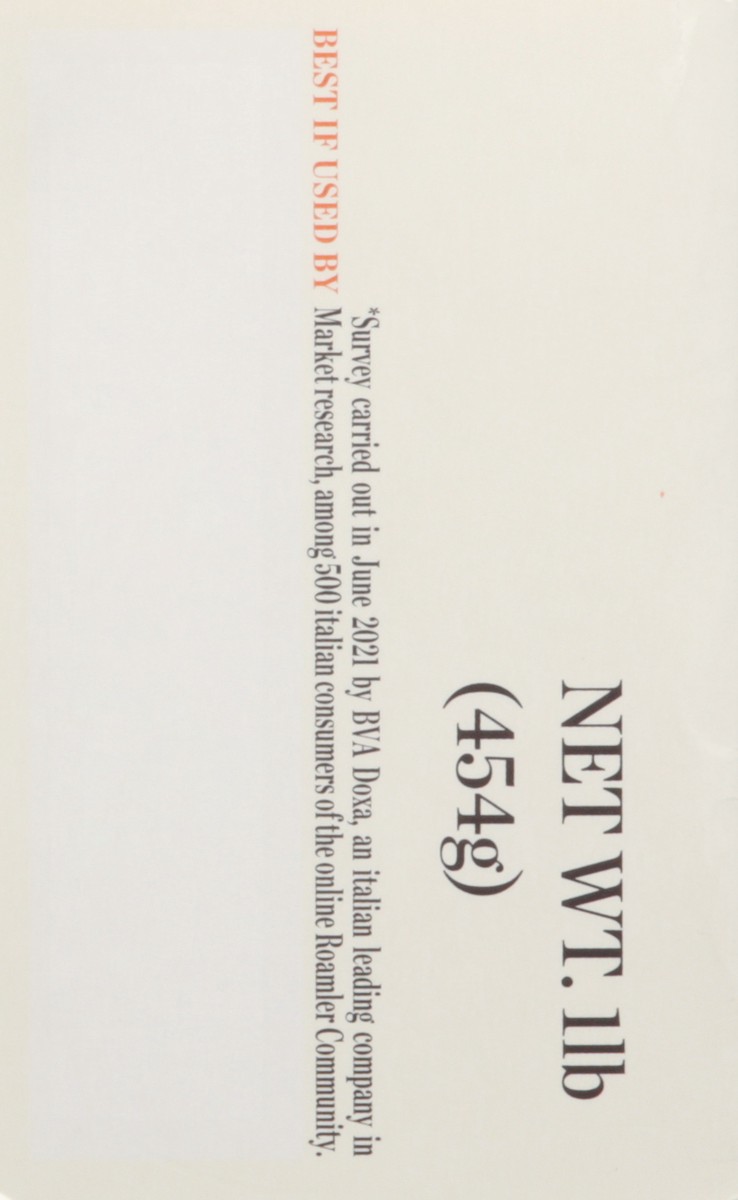 NET WT. 1lb
(454g)
*Survey carried out in June 2021 by BVA Doxa, an italian leading company in
BEST IF USED BY Market research, among 500 italian consumers of the online Roamler Community.